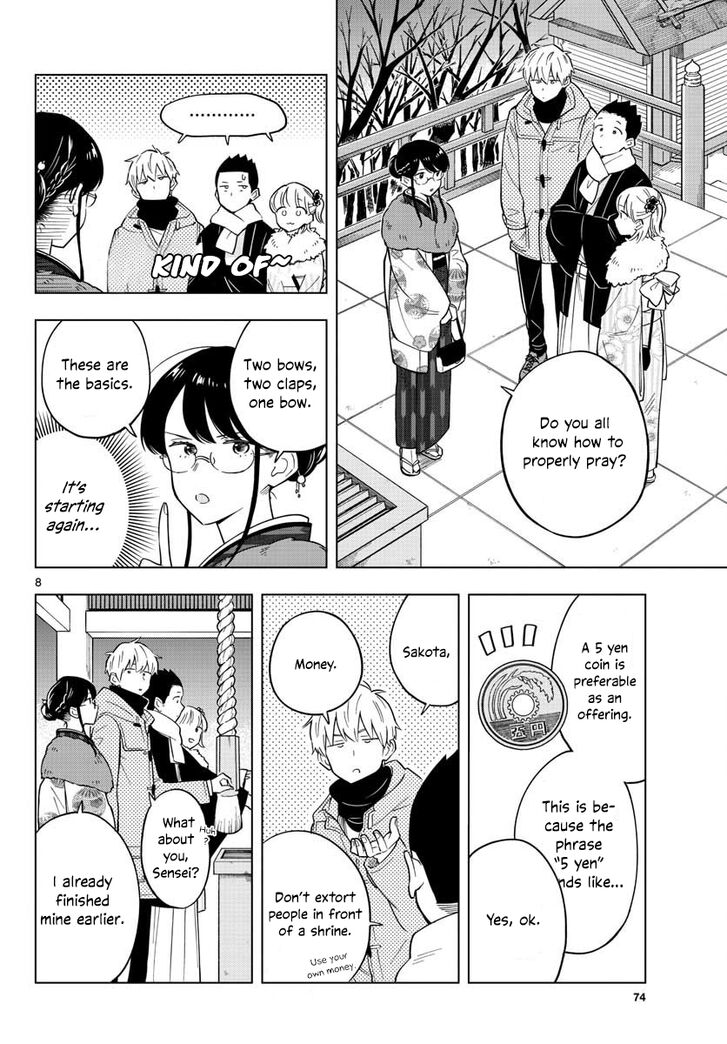 Do you all
know how to
properly pray?
.............
KIND OF~
Two bows,
two claps,
one bow.
These are
the basics.
It's
starting
again...
8
A 5 yen
coin is
preferable
as an
offering.
五円
This is be-
cause the
phrase
"5 yen"
nds like...
Yes, ok.
Sakota,
Money.
Don't extort
people in front
of a shrine.
Use your
own money.
What
about
you,
Sensei?
Huh
?
I already
finished
mine earlier.
74